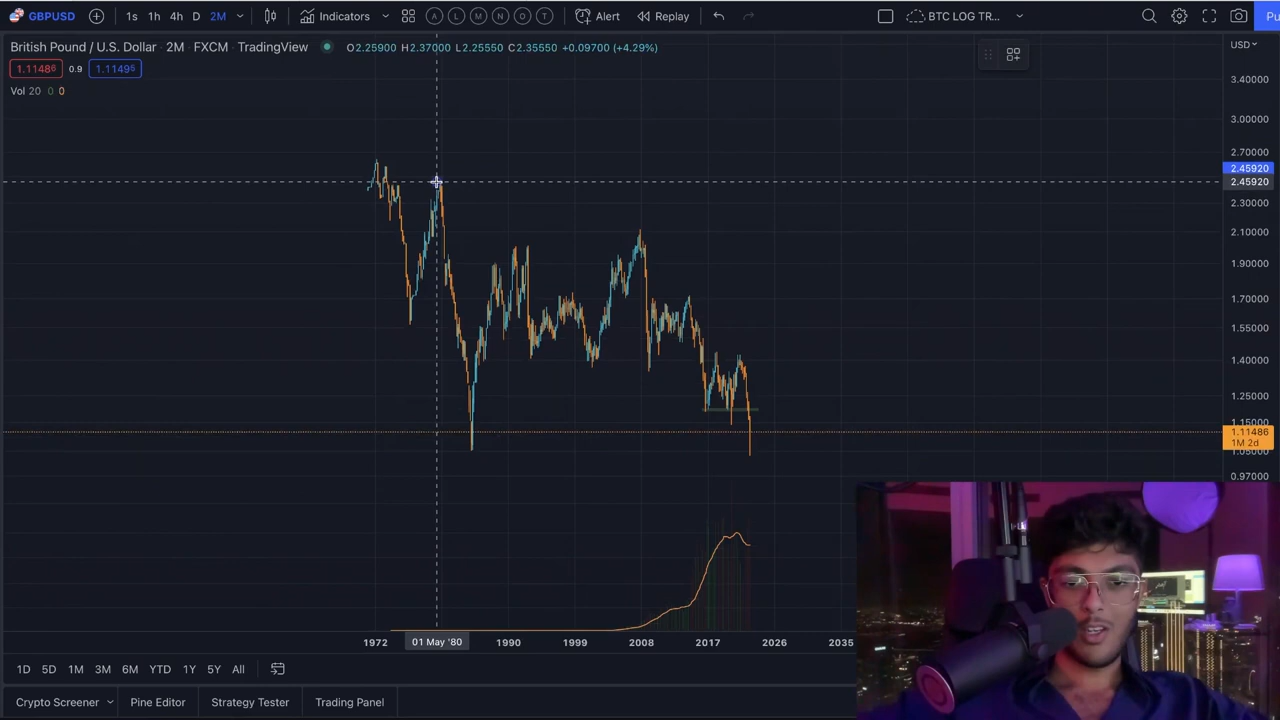 GBPUSD 1s 1h 4h D 2M Indicators A L M N O T Alert Replay BTC LOG TR... Pu
British Pound / U.S. Dollar · 2M · FXCM · TradingView O2.25900 H2.37000 L2.25550 C2.35550 +0.09700 (+4.29%) USD
1.11486 0.9 1.11495
Vol 20 0 0
3.40000
3.00000
2.70000
2.45920
2.45920
2.30000
2.10000
1.90000
1.70000
1.55000
1.40000
1.25000
1.15000
1.11486
1M 2d
1.05000
0.97000
1972 01 May '80 1990 1999 2008 2017 2026 2035
1D 5D 1M 3M 6M YTD 1Y 5Y All
Crypto Screener Pine Editor Strategy Tester Trading Panel